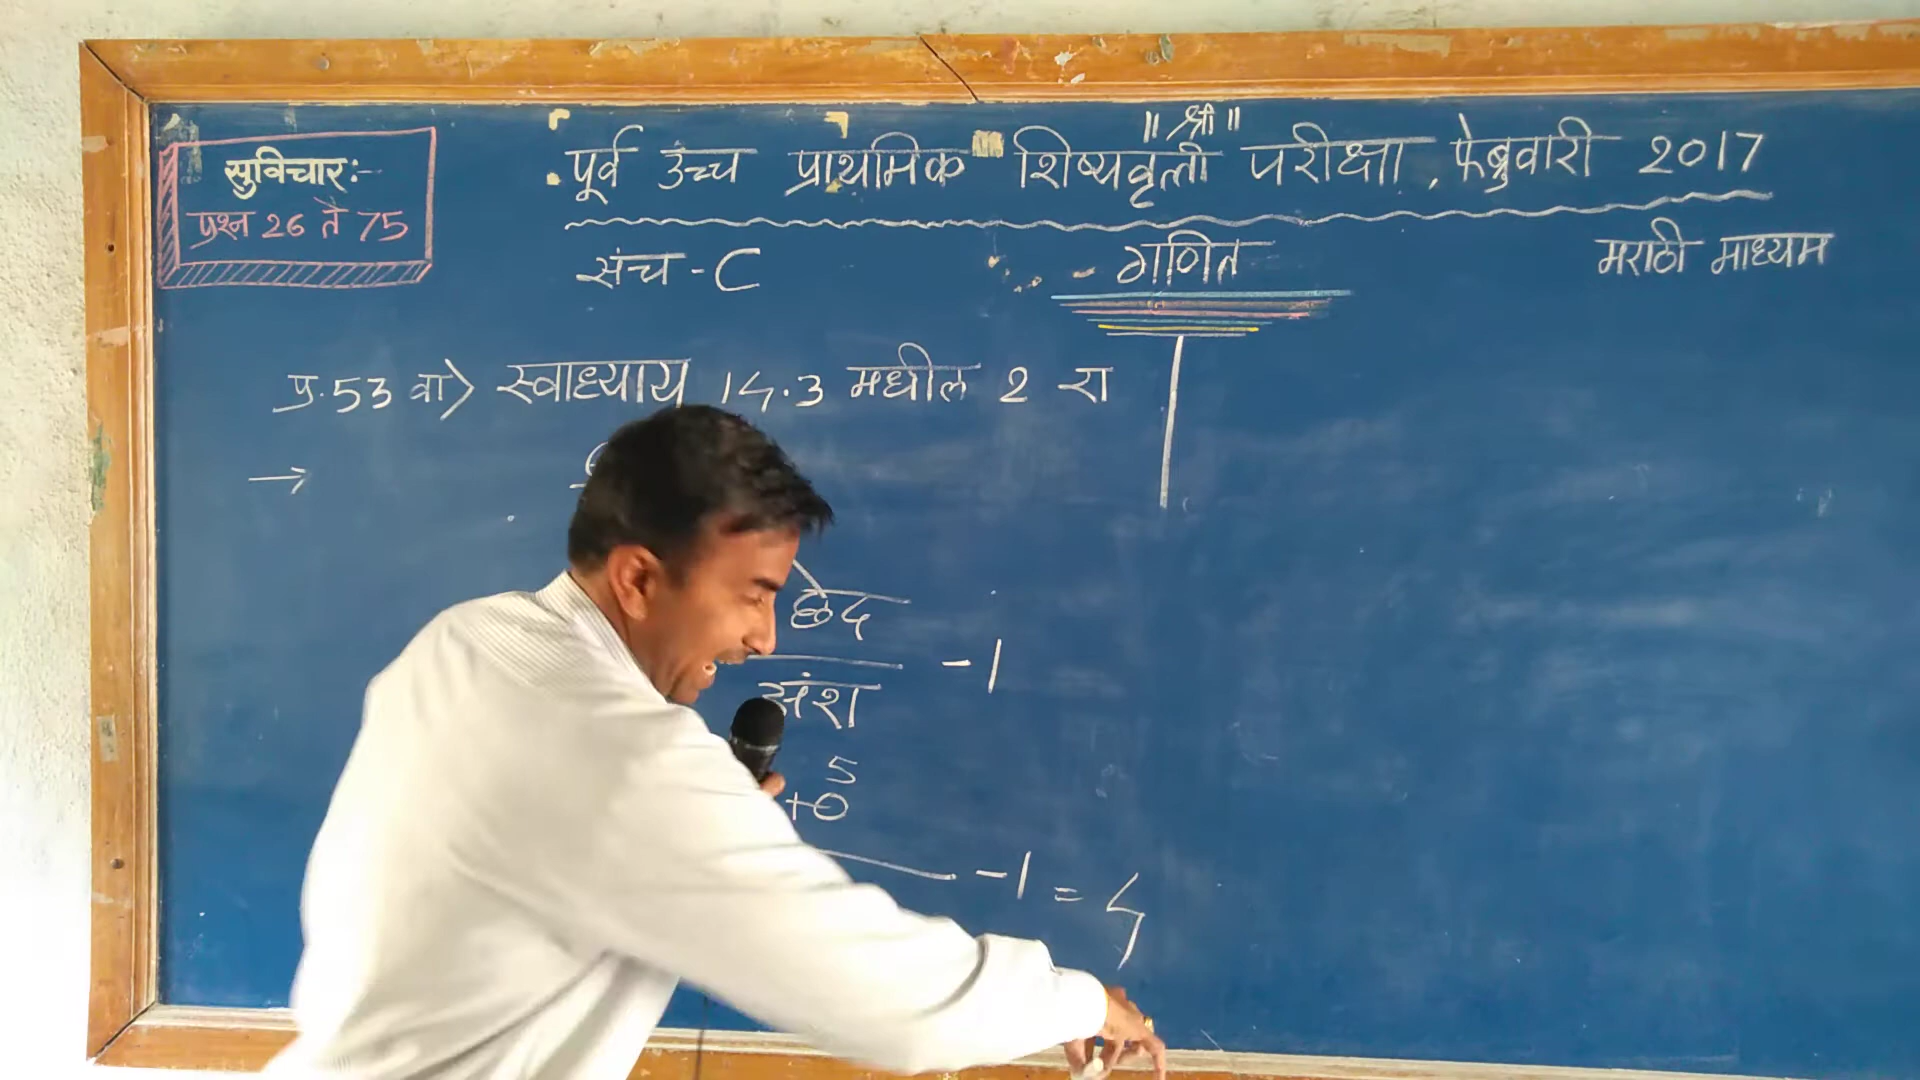 ॥ श्री ॥
सुविचार:-
प्रश्न 26 ते 75
पूर्व उच्च प्राथमिक शिष्यवृत्ती परीक्षा, फेब्रुवारी 2017
संच - C
गणित
मराठी माध्यम
प्र. 53 वा> स्वाध्याय 14.3 मधील 2 रा
→
छेद
अंश
-1
5
+0
-1 = 4